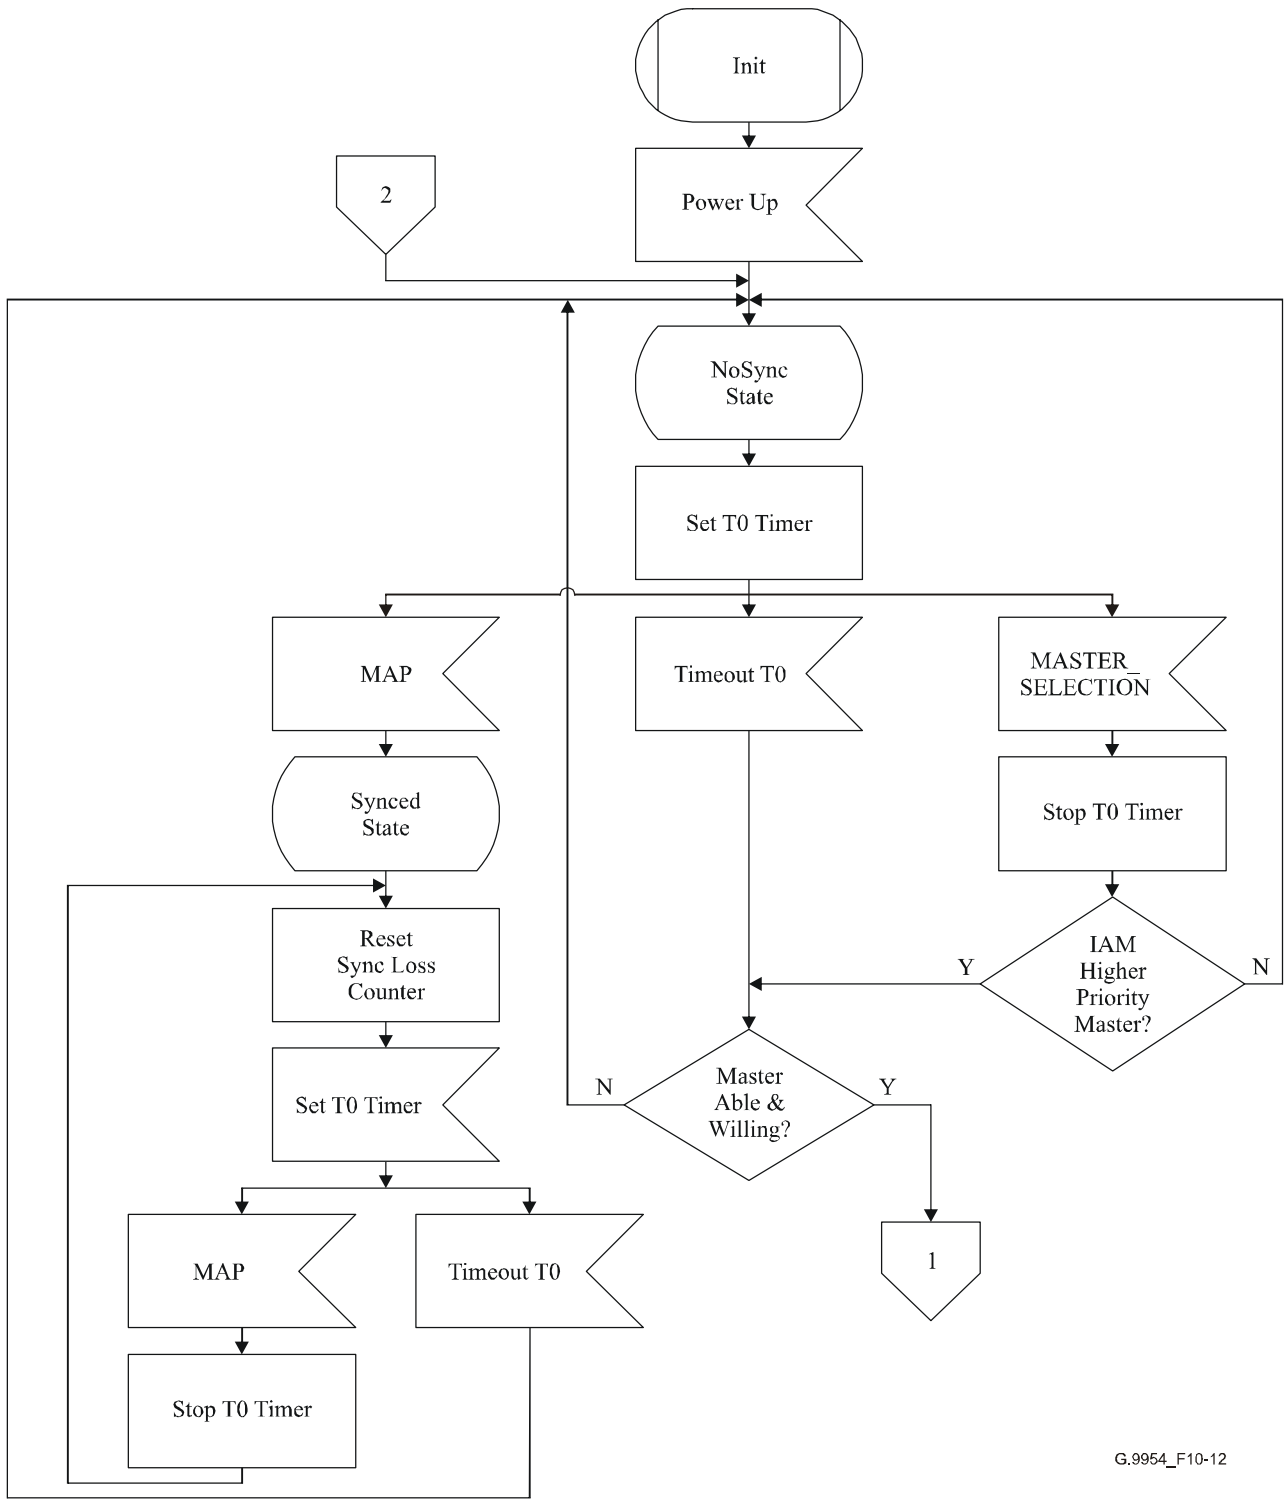 Init
Power Up
2
NoSync
State
Set T0 Timer
MAP
Timeout T0
MASTER_
SELECTION
Synced
State
Stop T0 Timer
Reset
Sync Loss
Counter
IAM
Higher
Priority
Master?
Y
N
Set T0 Timer
Master
Able &
Willing?
N
Y
MAP
Timeout T0
1
Stop T0 Timer
G.9954_F10-12